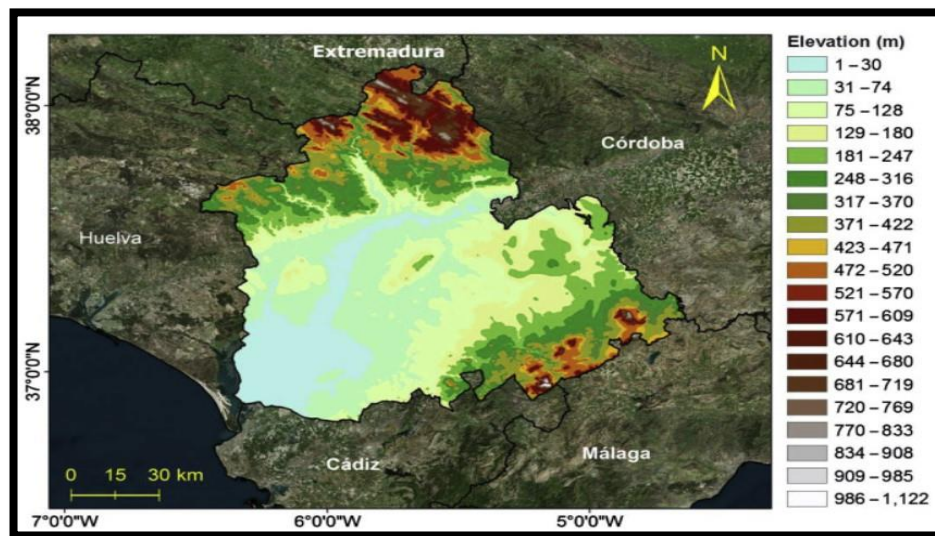 Extremadura
N
Córdoba
Huelva
Cádiz
Málaga
0 15 30 km
38°0'0"N
37°0'0"N
7°0'0"W
6°0'0"W
5°0'0"W
Elevation (m)
1 – 30
31 – 74
75 – 128
129 – 180
181 – 247
248 – 316
317 – 370
371 – 422
423 – 471
472 – 520
521 – 570
571 – 609
610 – 643
644 – 680
681 – 719
720 – 769
770 – 833
834 – 908
909 – 985
986 – 1,122